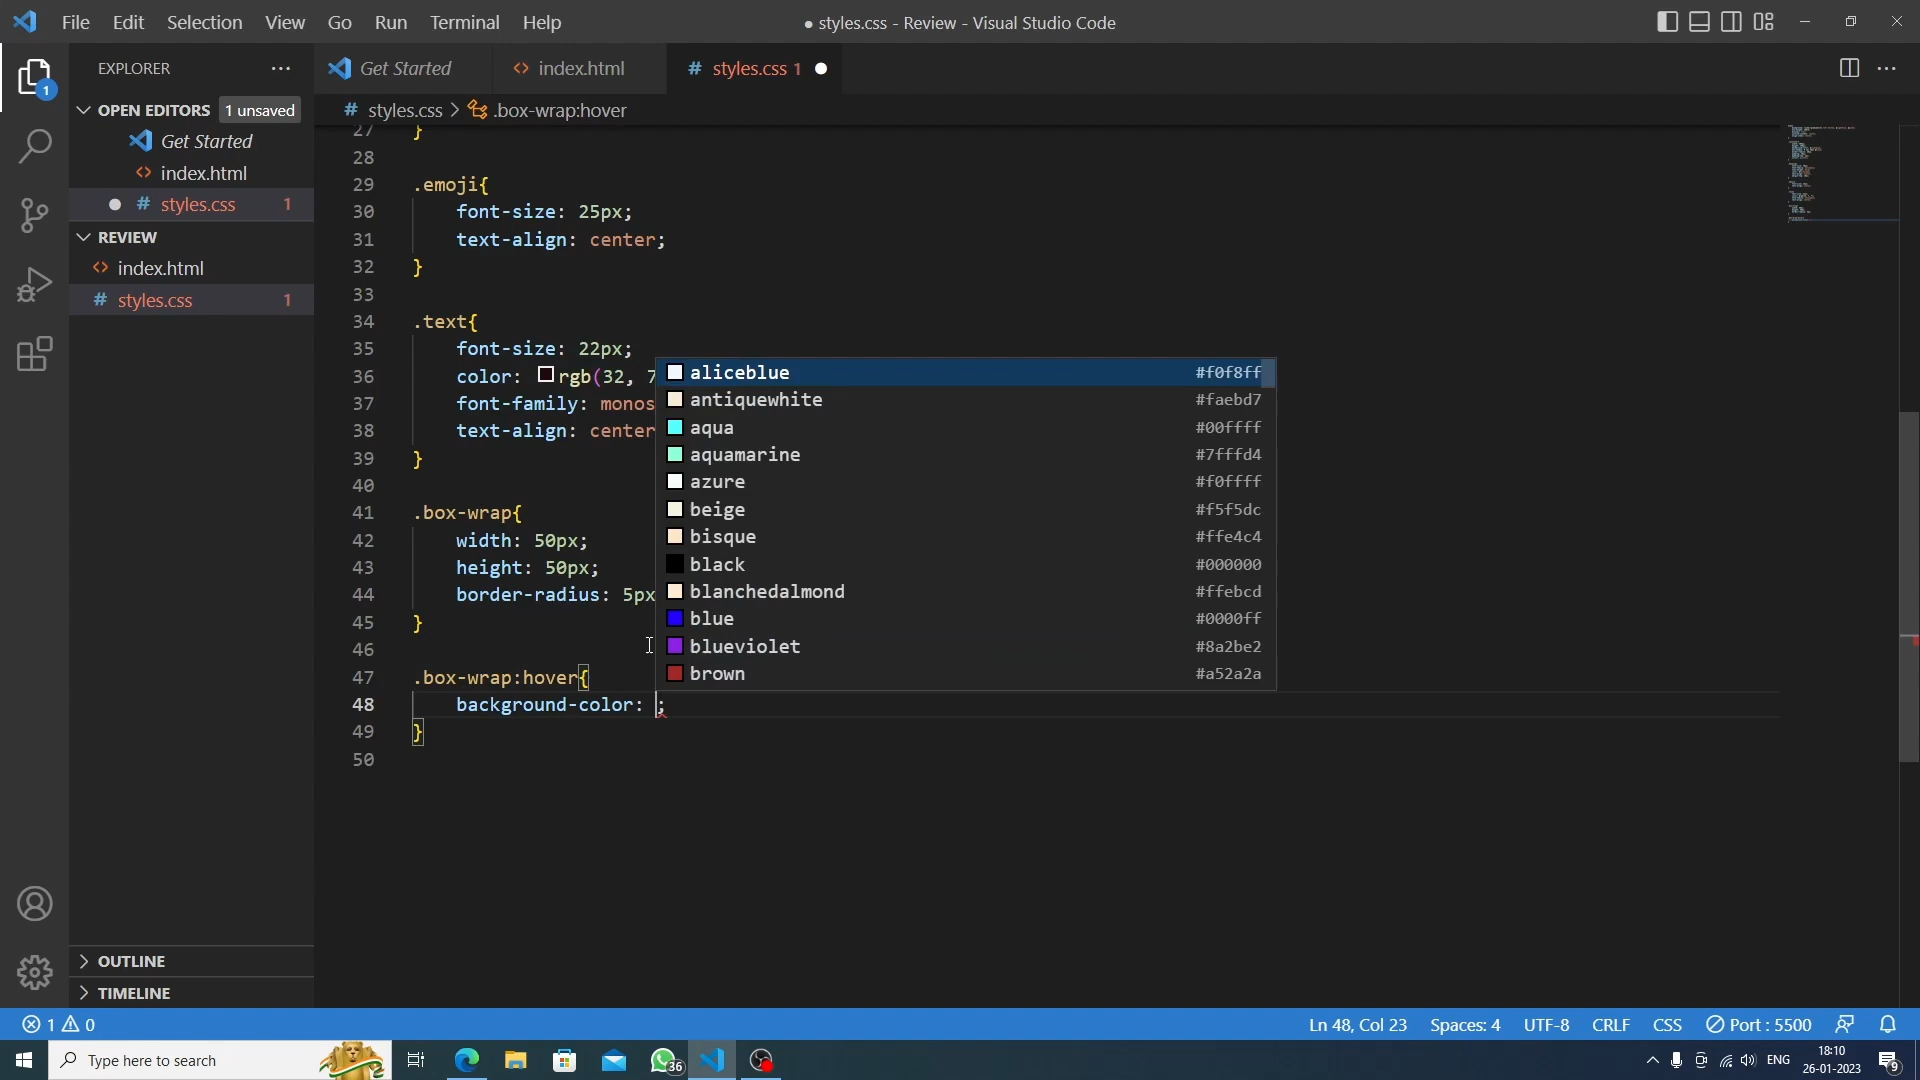 File Edit Selection View Go Run Terminal Emoji Help
● styles.css - Review - Visual Studio Code
EXPLORER ···
Get Started
index.html
styles.css 1
OPEN EDITORS 1 unsaved
styles.css > .box-wrap:hover
Get Started
index.html
styles.css 1
REVIEW
index.html
styles.css 1
27 }
28
29 .emoji{
30 font-size: 25px;
31 text-align: center;
32 }
33
34 .text{
35 font-size: 22px;
36 color: rgb(32, 7
37 font-family: monos
38 text-align: center
39 }
40
41 .box-wrap{
42 width: 50px;
43 height: 50px;
44 border-radius: 5px
45 }
46
47 .box-wrap:hover{
48 background-color: ;
49 }
50
aliceblue #f0f8ff
antiquewhite #faebd7
aqua #00ffff
aquamarine #7fffd4
azure #f0ffff
beige #f5f5dc
bisque #ffe4c4
black #000000
blanchedalmond #ffebcd
blue #0000ff
blueviolet #8a2be2
brown #a52a2a
OUTLINE
TIMELINE
1 0 Ln 48, Col 23 Spaces: 4 UTF-8 CRLF CSS Port : 5500
Type here to search
36
ENG
18:10
26-01-2023
9
1